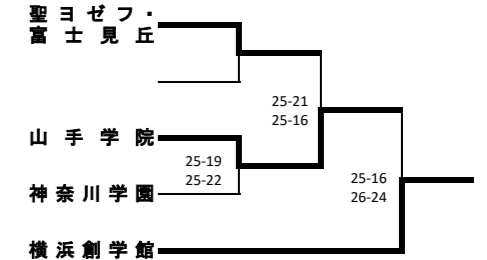 聖ヨゼフ・
富士見丘
25-21
25-16
山手学院
25-19
25-22
25-16
26-24
神奈川学園
横浜創学館